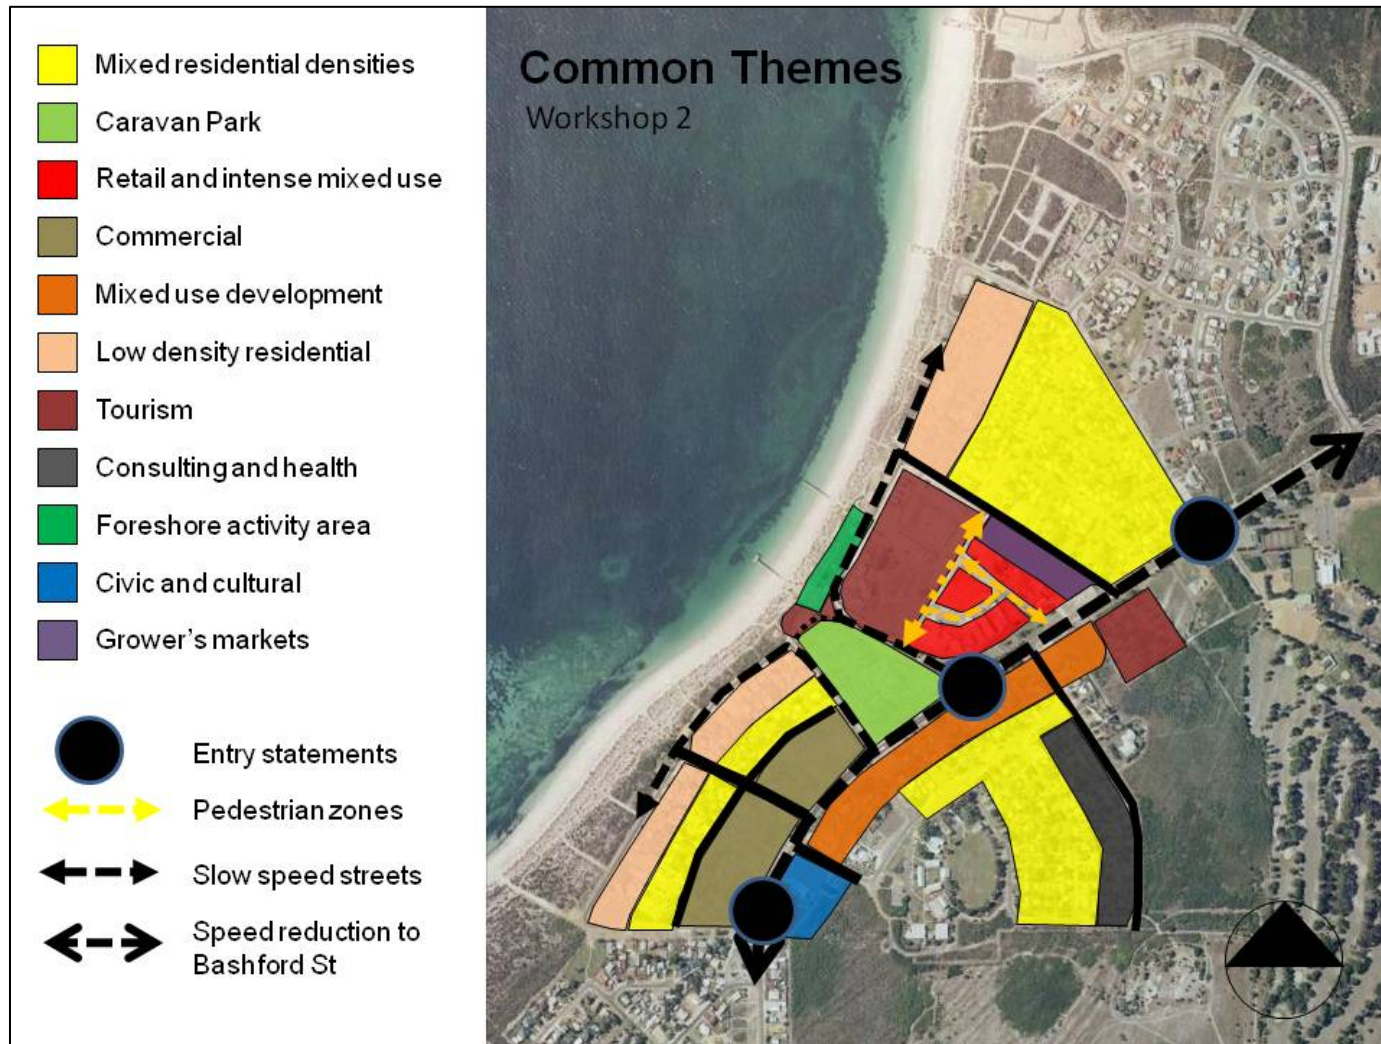 Common Themes
Workshop 2
Mixed residential densities
Caravan Park
Retail and intense mixed use
Commercial
Mixed use development
Low density residential
Tourism
Consulting and health
Foreshore activity area
Civic and cultural
Grower's markets
Entry statements
Pedestrian zones
Slow speed streets
Speed reduction to
Bashford St